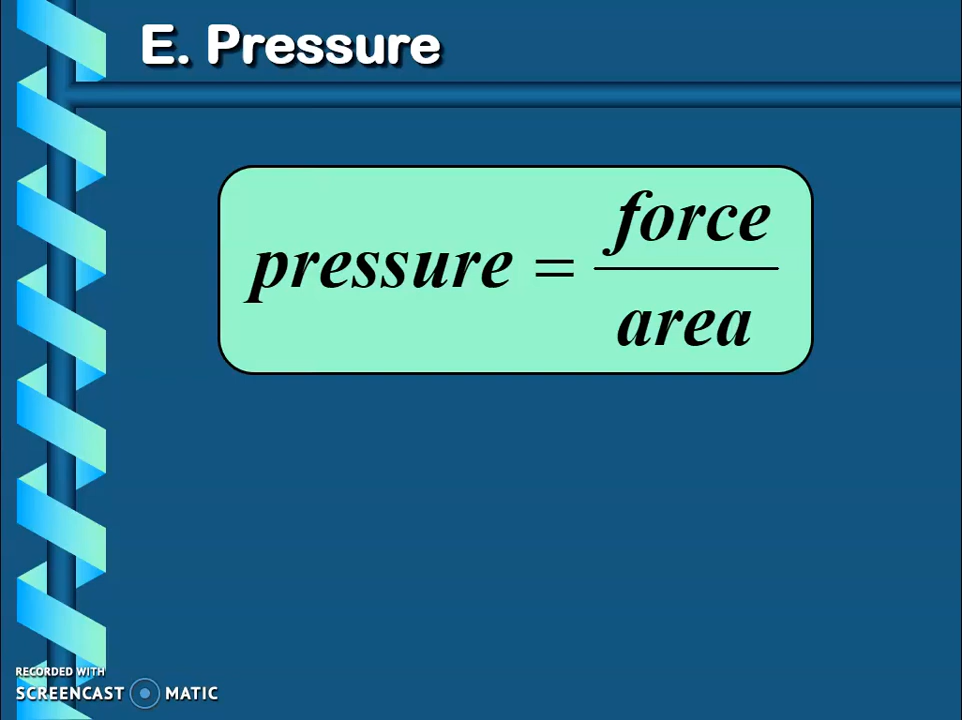 E. Pressure
pressure = force / area
RECORDED WITH
SCREENCAST MATIC